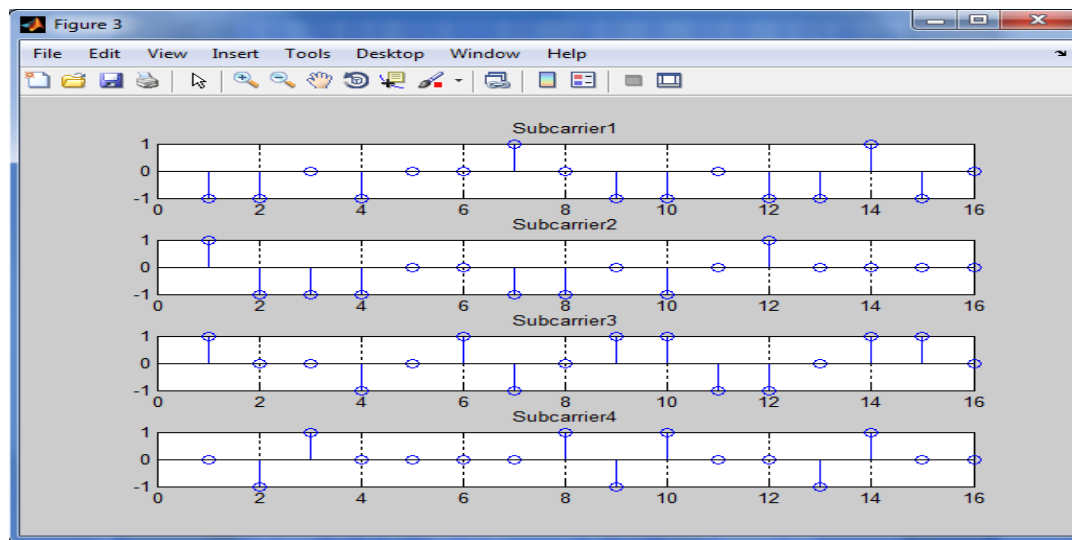 Figure 3
File Edit View Insert Tools Desktop Window Help
Subcarrier1
1
0
-1
0 2 4 6 8 10 12 14 16
Subcarrier2
1
0
-1
0 2 4 6 8 10 12 14 16
Subcarrier3
1
0
-1
0 2 4 6 8 10 12 14 16
Subcarrier4
1
0
-1
0 2 4 6 8 10 12 14 16